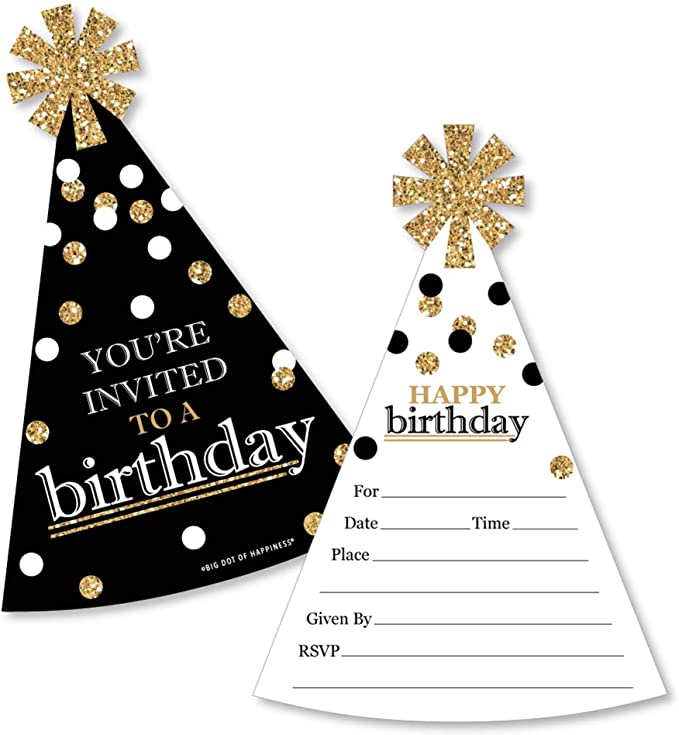 YOU'RE
INVITED
TO A
birthday
©BIG DOT OF HAPPINESS®
HAPPY
birthday
For
Date Time
Place
Given By
RSVP